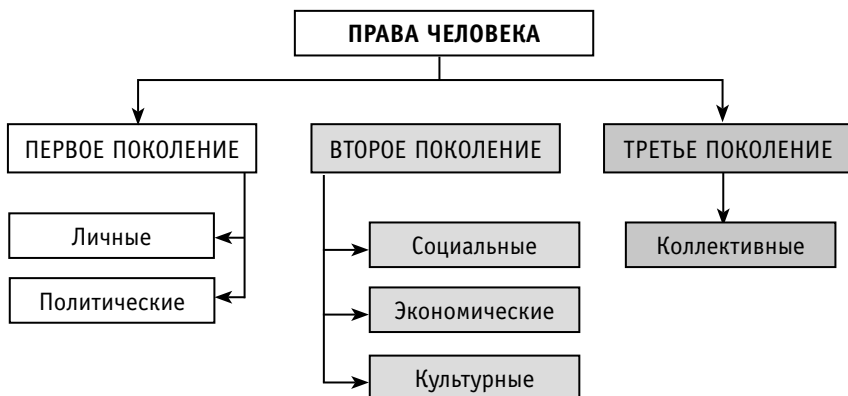 ПРАВА ЧЕЛОВЕКА
ПЕРВОЕ ПОКОЛЕНИЕ
ВТОРОЕ ПОКОЛЕНИЕ
ТРЕТЬЕ ПОКОЛЕНИЕ
Личные
Политические
Социальные
Экономические
Культурные
Коллективные